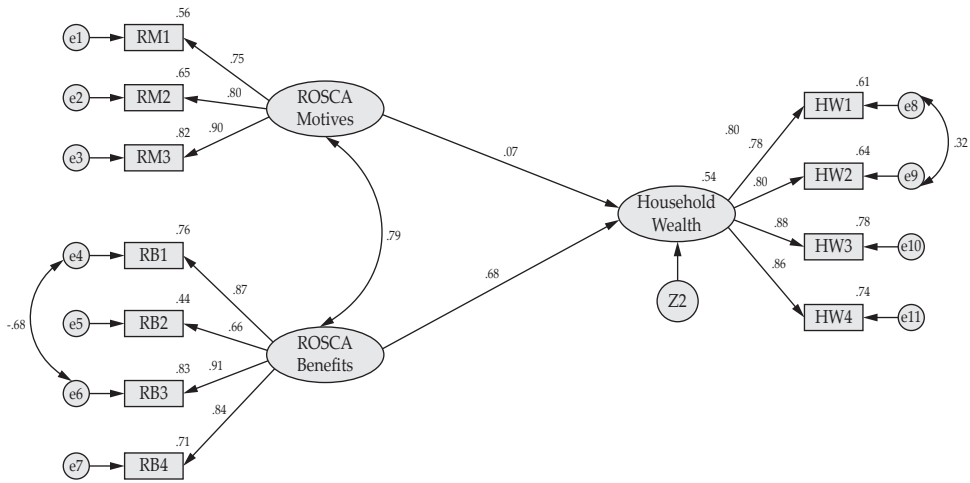 .56
e1
RM1
.75
.65
e2
RM2
.80
ROSCA
Motives
.82
e3
RM3
.90
.07
.79
.76
e4
RB1
.87
.44
e5
RB2
.66
-.68
ROSCA
Benefits
.83
e6
RB3
.91
.84
.71
e7
RB4
.68
.54
Household
Wealth
Z2
.80
.78
.61
HW1
e8
.32
.80
.64
HW2
e9
.88
.78
HW3
e10
.86
.74
HW4
e11